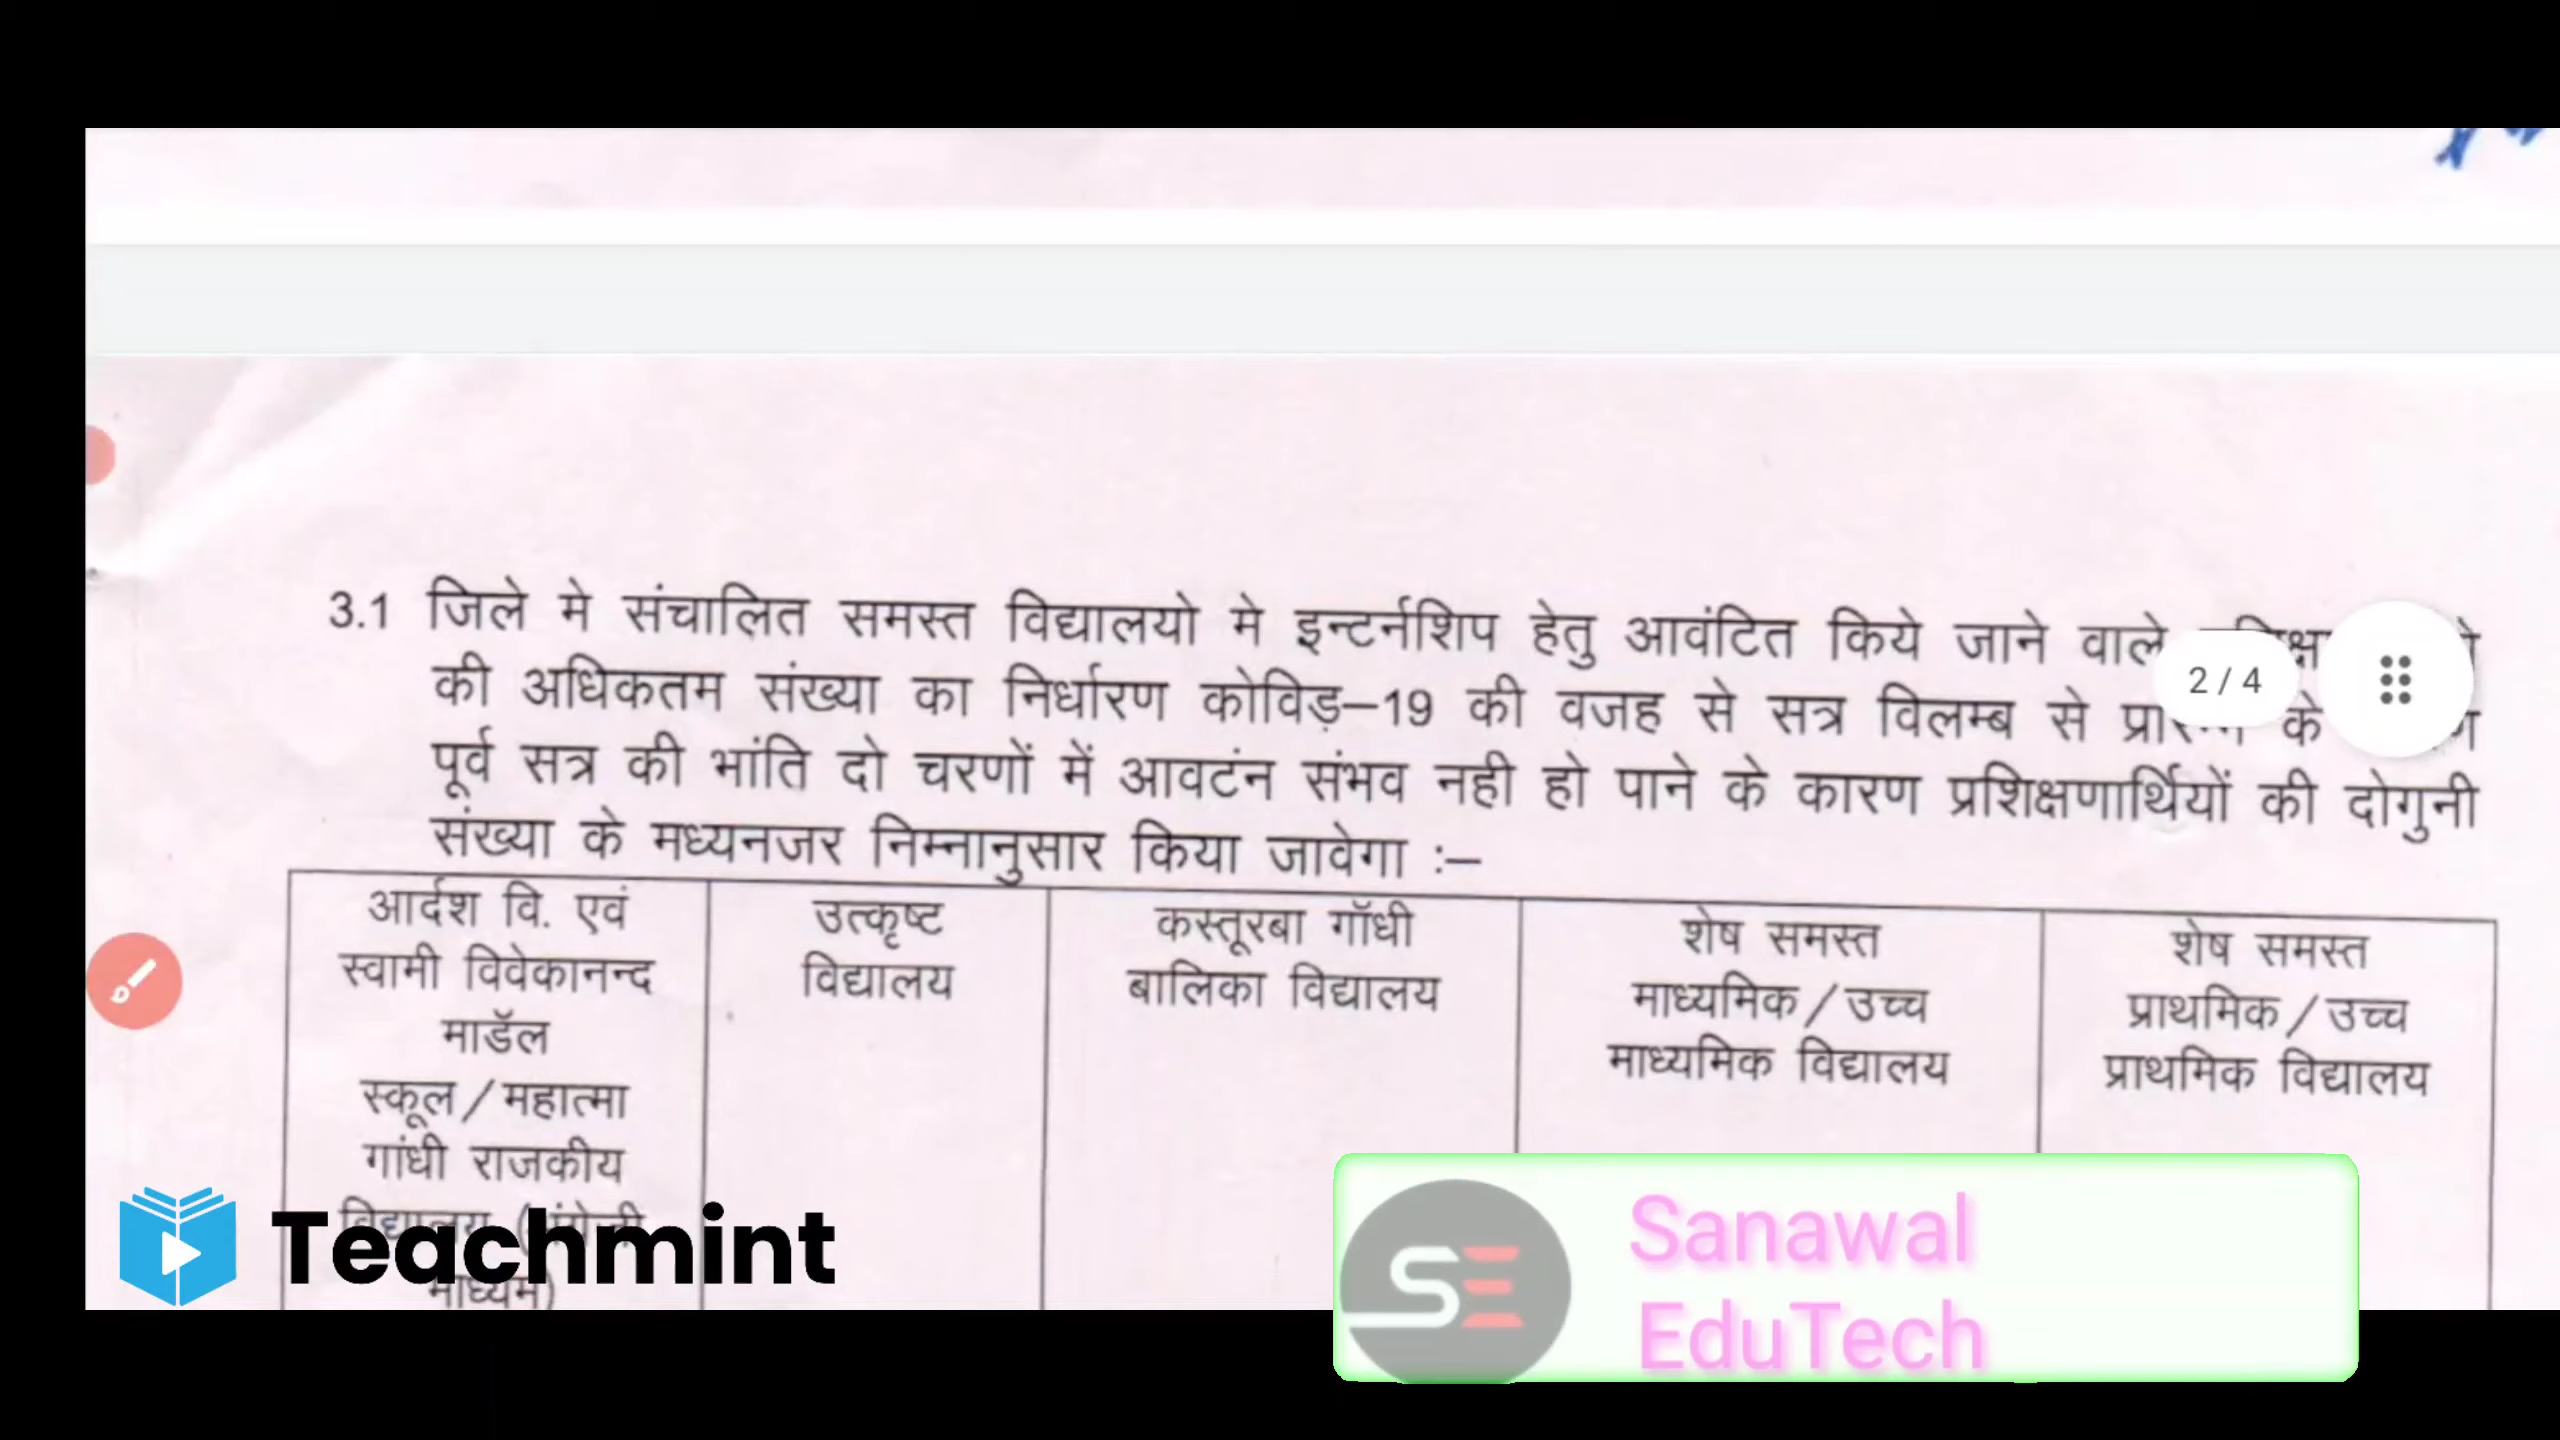 3.1 जिले मे संचालित समस्त विद्यालयो मे इन्टर्नशिप हेतु आवंटित किये जाने वाले
की अधिकतम संख्या का निर्धारण कोविड़–19 की वजह से सत्र विलम्ब से के
पूर्व सत्र की भांति दो चरणों में आवटंन संभव नही हो पाने के कारण प्रशिक्षणार्थियों की दोगुनी
संख्या के मध्यनजर निम्नानुसार किया जावेगा :–
आर्दश वि. एवं
स्वामी विवेकानन्द
माडॅल
स्कूल/महात्मा
गांधी राजकीय
माध्यम)
उत्कृष्ट
विद्यालय
कस्तूरबा गॉधी
बालिका विद्यालय
शेष समस्त
माध्यमिक/उच्च
माध्यमिक विद्यालय
शेष समस्त
प्राथमिक/उच्च
प्राथमिक विद्यालय
2 / 4
Teachmint
SE
Sanawal
EduTech